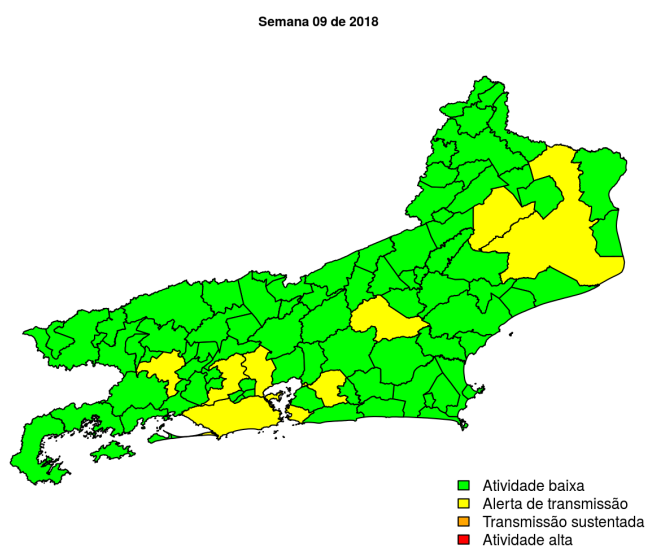 Semana 09 de 2018
Atividade baixa
Alerta de transmissão
Transmissão sustentada
Atividade alta